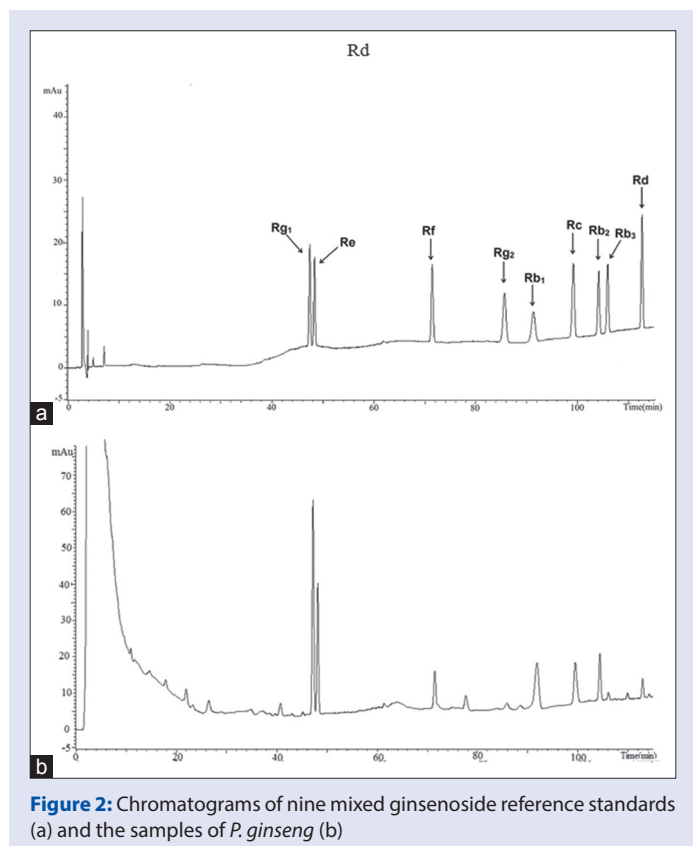 Rd
mAu
40
30
20
10
0
-5
Rg1
Re
Rf
Rg2
Rb1
Rc
Rb2
Rb3
Rd
0 20 40 60 80 100 Time(min)
a
mAu
70
60
50
40
30
20
10
0
-5
0 20 40 60 80 100 Time(min)
b
Figure 2: Chromatograms of nine mixed ginsenoside reference standards
(a) and the samples of P. ginseng (b)